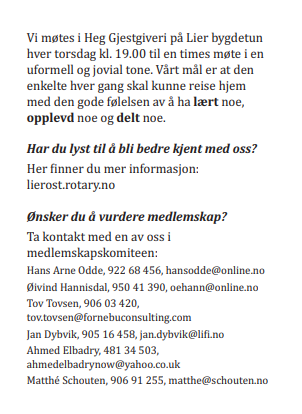 Vi møtes i Heg Gjestgiveri på Lier bygdetun
hver torsdag kl. 19.00 til en times møte i en
uformell og jovial tone. Vårt mål er at den
enkelte hver gang skal kunne reise hjem
med den gode følelsen av å ha lært noe,
opplevd noe og delt noe.
Har du lyst til å bli bedre kjent med oss?
Her finner du mer informasjon:
lierost.rotary.no
Ønsker du å vurdere medlemskap?
Ta kontakt med en av oss i
medlemskapskomiteen:
Hans Arne Odde, 922 68 456, hansodde@online.no
Øivind Hannisdal, 950 41 390, oehann@online.no
Tov Tovsen, 906 03 420,
tov.tovsen@fornebuconsulting.com
Jan Dybvik, 905 16 458, jan.dybvik@lifi.no
Ahmed Elbadry, 481 34 503,
ahmedelbadrynow@yahoo.co.uk
Matthé Schouten, 906 91 255, matthe@schouten.no